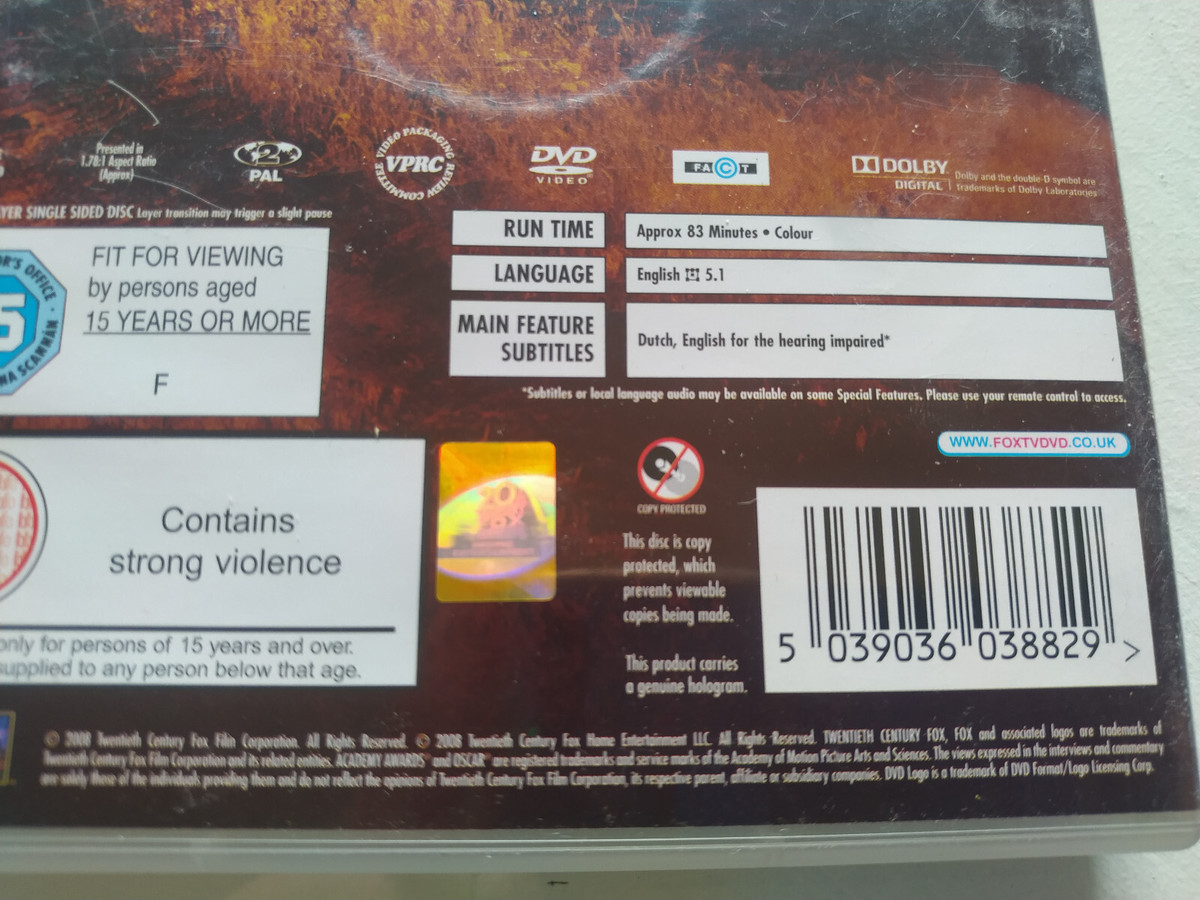 Presented in
1.78:1 Aspect Ratio
(Approx)
2
PAL
VIDEO PACKAGING REVIEW COMMITTEE
VPRC
DVD
VIDEO
FACT
DOLBY
DIGITAL
Dolby and the double-D symbol are
trademarks of Dolby Laboratories
YER SINGLE SIDED DISC Layer transition may trigger a slight pause
RUN TIME
Approx 83 Minutes • Colour
LANGUAGE
English 5.1
MAIN FEATURE
SUBTITLES
Dutch, English for the hearing impaired*
*Subtitles or local language audio may be available on some Special Features. Please use your remote control to access.
OR'S OFFICE
5
NA SCANNÁN
FIT FOR VIEWING
by persons aged
15 YEARS OR MORE
F
WWW.FOXTVDVD.CO.UK
Contains
strong violence
only for persons of 15 years and over.
supplied to any person below that age.
20
FOX
COPY PROTECTED
This disc is copy
protected, which
prevents viewable
copies being made.
This product carries
a genuine hologram.
5 039036 038829 >
© 2008 Twentieth Century Fox Film Corporation. All Rights Reserved. © 2008 Twentieth Century Fox Home Entertainment LLC. All Rights Reserved. TWENTIETH CENTURY FOX, FOX and associated logos are trademarks of
Twentieth Century Fox Film Corporation and its related entities. ACADEMY AWARDS® and OSCAR® are registered trademarks and service marks of the Academy of Motion Picture Arts and Sciences. The views expressed in the interviews and commentary
are solely those of the individuals providing them and do not reflect the opinions of Twentieth Century Fox Film Corporation, its respective parent, affiliate or subsidiary companies. DVD Logo is a trademark of DVD Format/Logo Licensing Corp.